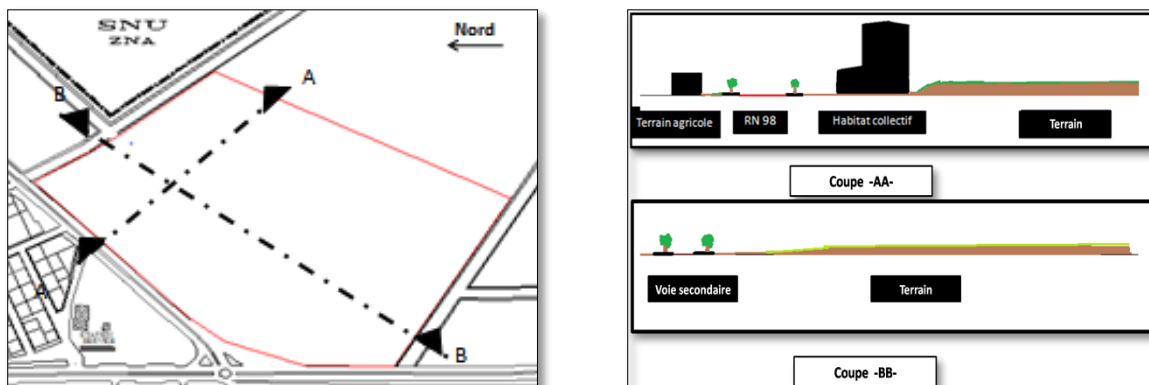 SNU
ZNA
Nord
A
B
A
B
Terrain agricole
RN 98
Habitat collectif
Terrain
Coupe -AA-
Voie secondaire
Terrain
Coupe -BB-